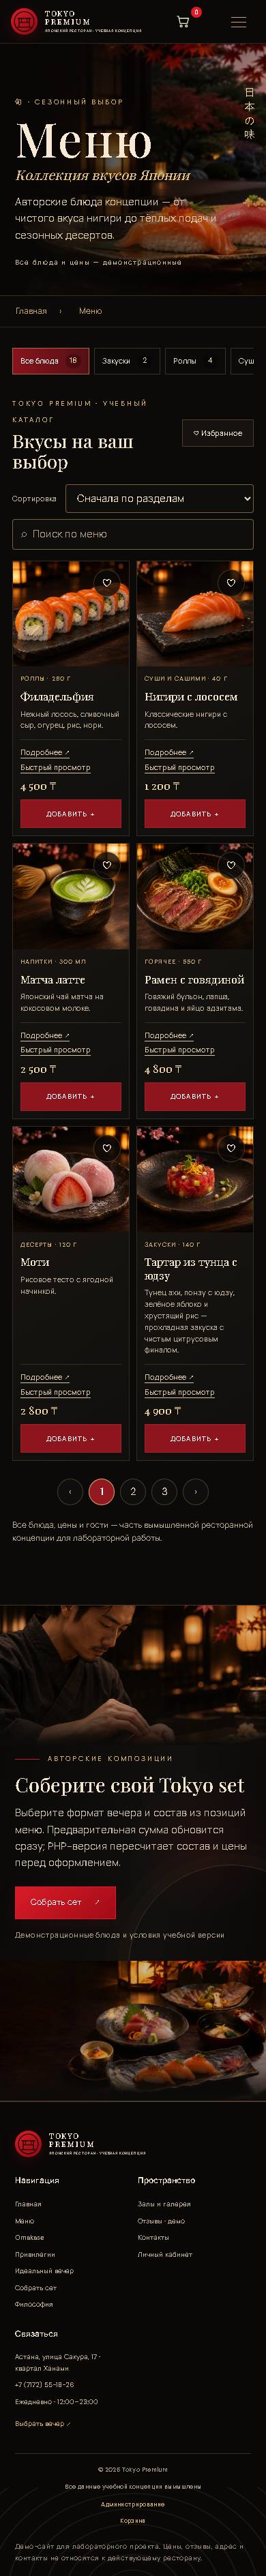 TOKYO
PREMIUM
ЯПОНСКИЙ РЕСТОРАН · УЧЕБНАЯ КОНЦЕПЦИЯ
0
旬 · СЕЗОННЫЙ ВЫБОР
日本の味
Меню
Коллекция вкусов Японии
Авторские блюда концепции — от
чистого вкуса нигири до тёплых подач и
сезонных десертов.
Все блюда и цены — демонстрационные
Главная › Меню
Все блюда 18 Закуски 2 Роллы 4 Суш
TOKYO PREMIUM · УЧЕБНЫЙ
КАТАЛОГ
Вкусы на ваш
выбор
♡ Избранное
Сортировка Сначала по разделам
⌕ Поиск по меню
РОЛЛЫ · 280 Г
Филадельфия
Нежный лосось, сливочный
сыр, огурец, рис, нори.
Подробнее ↗
Быстрый просмотр
4 500 ₸
ДОБАВИТЬ +
СУШИ И САШИМИ · 40 Г
Нигири с лососем
Классические нигири с
лососем.
Подробнее ↗
Быстрый просмотр
1 200 ₸
ДОБАВИТЬ +
НАПИТКИ · 300 МЛ
Матча латте
Японский чай матча на
кокосовом молоке.
Подробнее ↗
Быстрый просмотр
2 500 ₸
ДОБАВИТЬ +
ГОРЯЧЕЕ · 550 Г
Рамен с говядиной
Говяжий бульон, лапша,
говядина и яйцо адзитама.
Подробнее ↗
Быстрый просмотр
4 800 ₸
ДОБАВИТЬ +
ДЕСЕРТЫ · 120 Г
Моти
Рисовое тесто с ягодной
начинкой.
Подробнее ↗
Быстрый просмотр
2 800 ₸
ДОБАВИТЬ +
ЗАКУСКИ · 140 Г
Тартар из тунца с
юдзу
Тунец ахи, понзу с юдзу,
зелёное яблоко и
хрустящий рис —
прохладная закуска с
чистым цитрусовым
финалом.
Подробнее ↗
Быстрый просмотр
4 900 ₸
ДОБАВИТЬ +
‹ 1 2 3 ›
Все блюда, цены и гости — часть вымышленной ресторанной
концепции для лабораторной работы.
АВТОРСКИЕ КОМПОЗИЦИИ
Соберите свой Tokyo set
Выберите формат вечера и состав из позиций
меню. Предварительная сумма обновится
сразу; PHP-версия пересчитает состав и цены
перед оформлением.
Собрать сет ↗
Демонстрационные блюда и условия учебной версии
TOKYO
PREMIUM
ЯПОНСКИЙ РЕСТОРАН · УЧЕБНАЯ КОНЦЕПЦИЯ
Навигация
Главная
Меню
Omakase
Привилегии
Идеальный вечер
Собрать сет
Философия
Пространство
Залы и галерея
Отзывы · демо
Контакты
Личный кабинет
Связаться
Астана, улица Сакура, 17 ·
квартал Ханами
+7 (7172) 55-18-26
Ежедневно · 12:00–23:00
Выбрать вечер ↗
© 2026 Tokyo Premium
Все данные учебной концепции вымышлены
Администрирование
Корзина
Демо-сайт для лабораторного проекта. Цены, отзывы, адрес и
контакты не относятся к действующему ресторану.